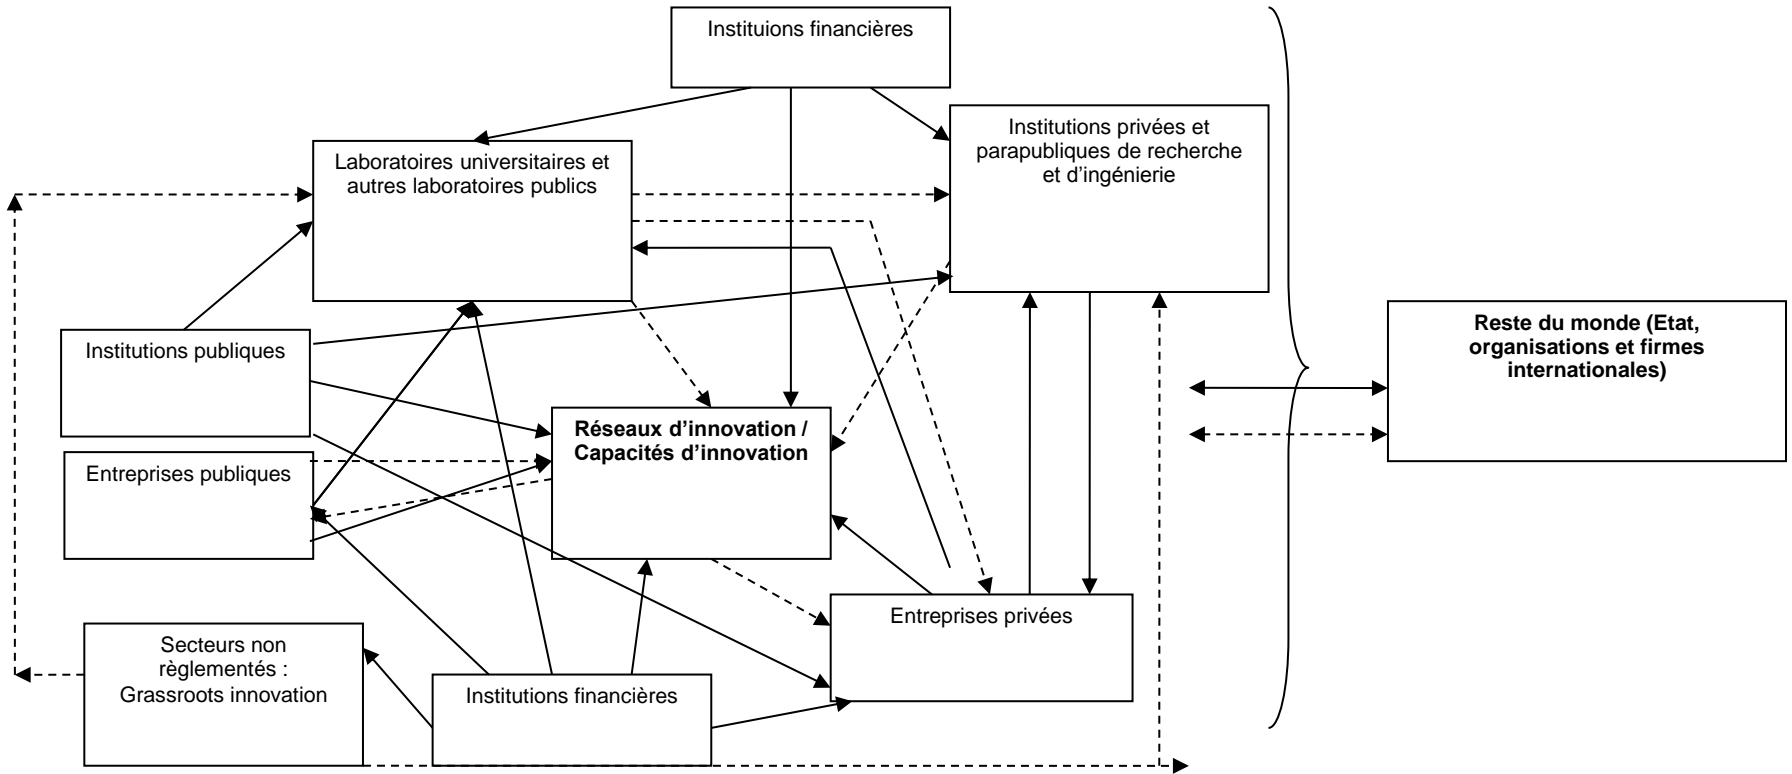 Instituions financières
Institutions privées et
parapubliques de recherche
et d’ingénierie
Laboratoires universitaires et
autres laboratoires publics
Reste du monde (Etat,
organisations et firmes
internationales)
Institutions publiques
Réseaux d’innovation /
Capacités d’innovation
Entreprises publiques
Entreprises privées
Secteurs non
règlementés :
Grassroots innovation
Institutions financières